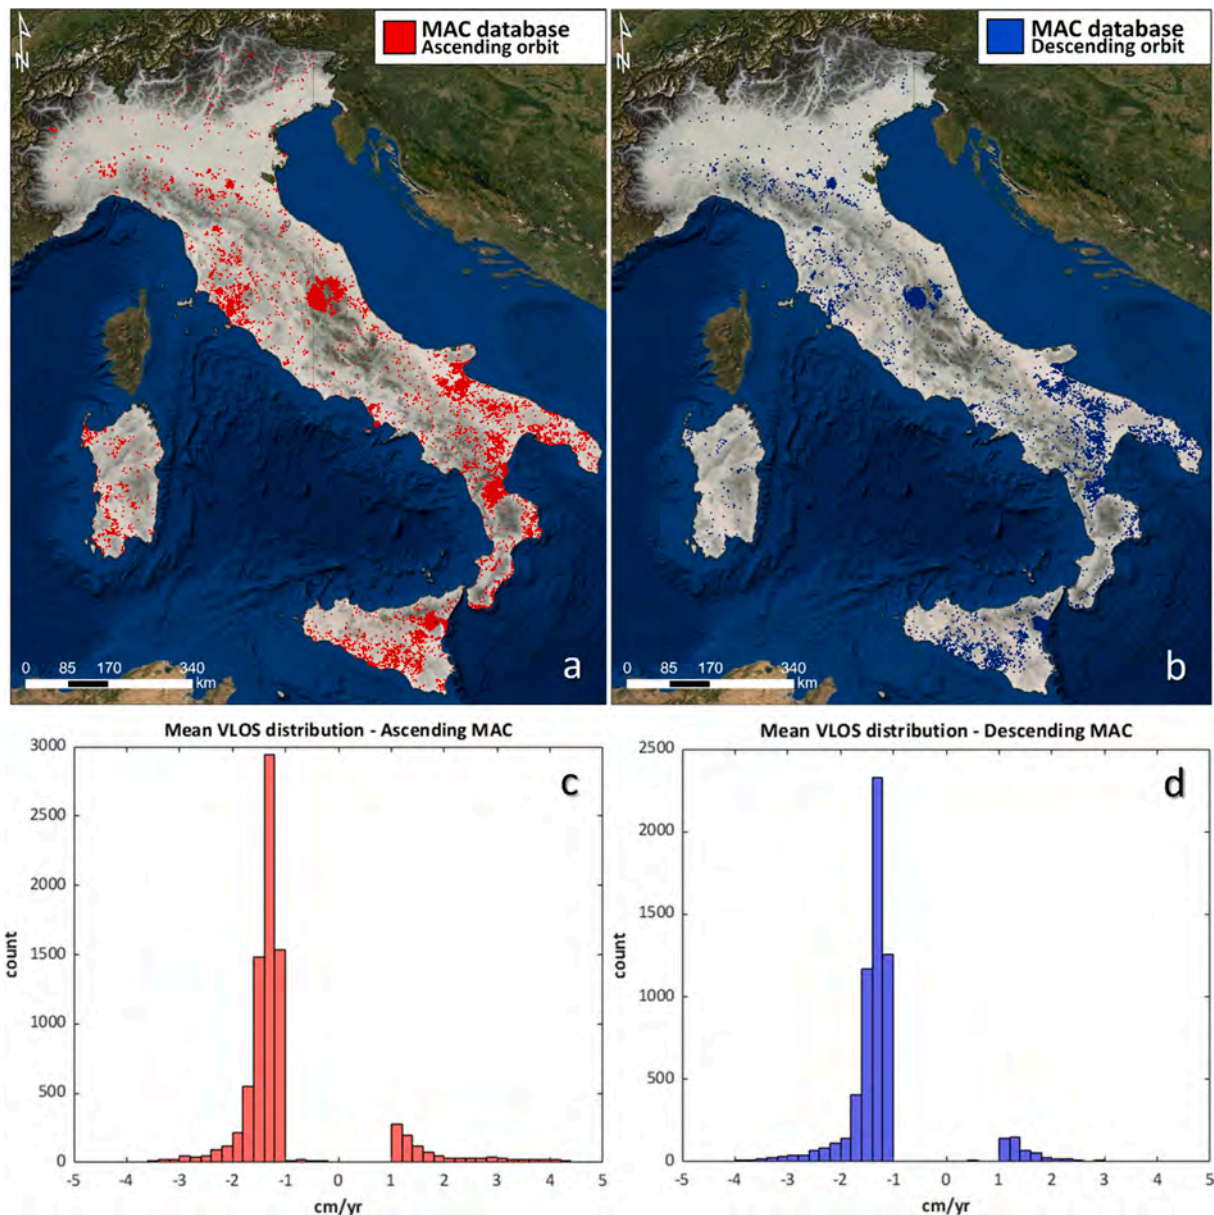 MAC database
Ascending orbit
N
0 85 170 340
km
a
MAC database
Descending orbit
N
0 85 170 340
km
b
Mean VLOS distribution - Ascending MAC
c
3000
2500
2000
1500
1000
500
0
count
-5 -4 -3 -2 -1 0 1 2 3 4 5
cm/yr
Mean VLOS distribution - Descending MAC
d
2500
2000
1500
1000
500
0
count
-5 -4 -3 -2 -1 0 1 2 3 4 5
cm/yr